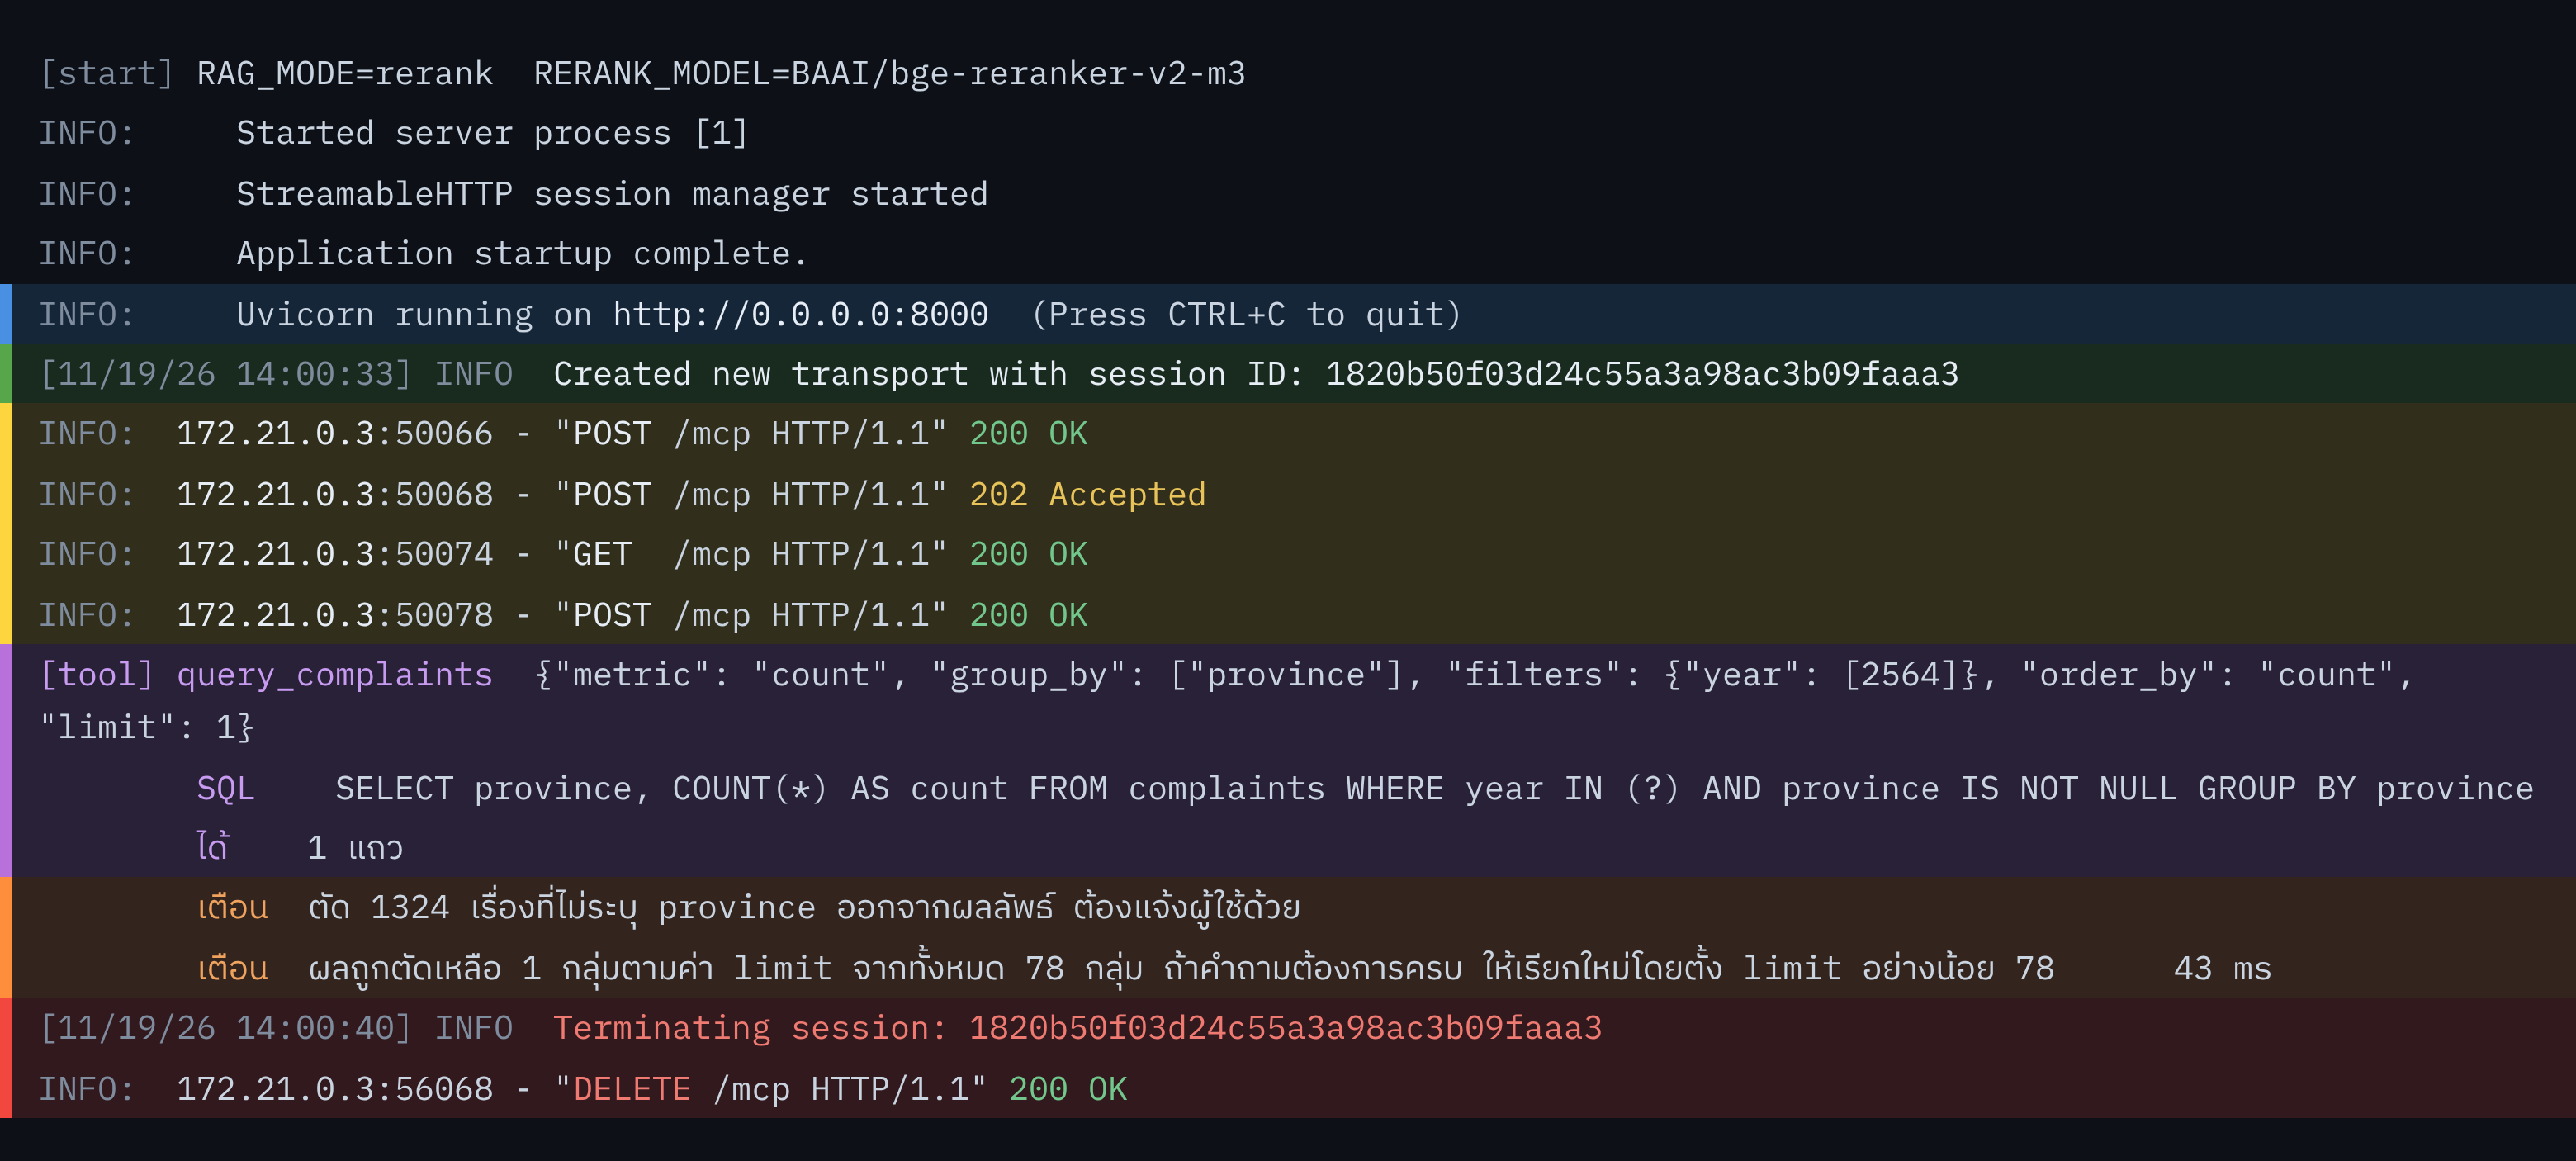 [start] RAG_MODE=rerank  RERANK_MODEL=BAAI/bge-reranker-v2-m3
INFO:     Started server process [1]
INFO:     StreamableHTTP session manager started
INFO:     Application startup complete.
INFO:     Uvicorn running on http://0.0.0.0:8000  (Press CTRL+C to quit)
[11/19/26 14:00:33] INFO  Created new transport with session ID: 1820b50f03d24c55a3a98ac3b09faaa3
INFO:  172.21.0.3:50066 - "POST /mcp HTTP/1.1" 200 OK
INFO:  172.21.0.3:50068 - "POST /mcp HTTP/1.1" 202 Accepted
INFO:  172.21.0.3:50074 - "GET  /mcp HTTP/1.1" 200 OK
INFO:  172.21.0.3:50078 - "POST /mcp HTTP/1.1" 200 OK
[tool] query_complaints  {"metric": "count", "group_by": ["province"], "filters": {"year": [2564]}, "order_by": "count",
"limit": 1}
SQL    SELECT province, COUNT(*) AS count FROM complaints WHERE year IN (?) AND province IS NOT NULL GROUP BY province
ได้    1 แถว
เตือน  ตัด 1324 เรื่องที่ไม่ระบุ province ออกจากผลลัพธ์ ต้องแจ้งผู้ใช้ด้วย
เตือน  ผลถูกตัดเหลือ 1 กลุ่มตามค่า limit จากทั้งหมด 78 กลุ่ม ถ้าคำถามต้องการครบ ให้เรียกใหม่โดยตั้ง limit อย่างน้อย 78      43 ms
[11/19/26 14:00:40] INFO  Terminating session: 1820b50f03d24c55a3a98ac3b09faaa3
INFO:  172.21.0.3:56068 - "DELETE /mcp HTTP/1.1" 200 OK